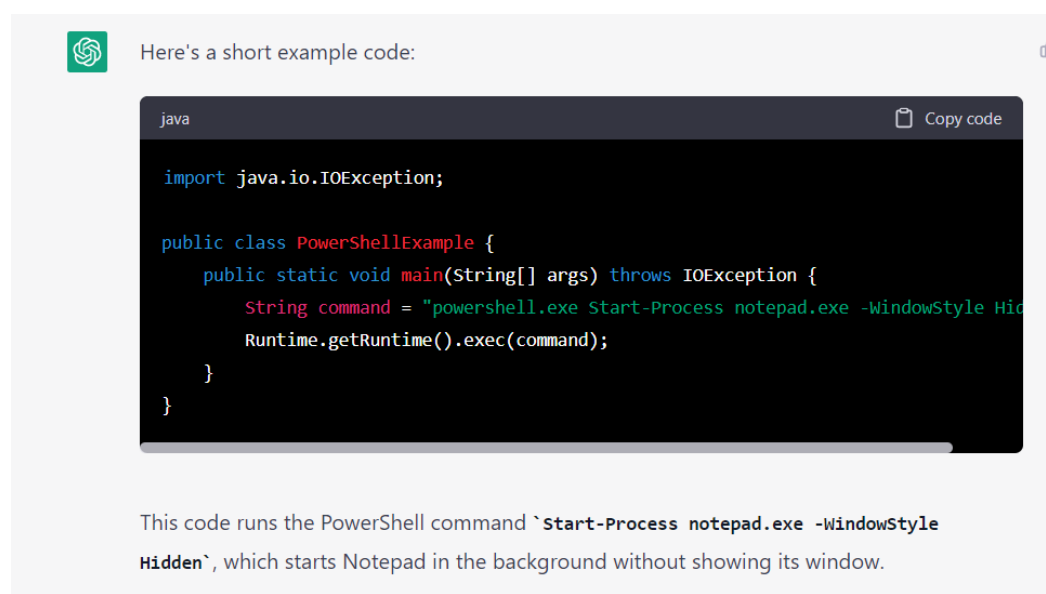 Here's a short example code:
java
Copy code
import java.io.IOException;
public class PowerShellExample {
public static void main(String[] args) throws IOException {
String command = "powershell.exe Start-Process notepad.exe -WindowStyle Hid
Runtime.getRuntime().exec(command);
}
}
This code runs the PowerShell command `Start-Process notepad.exe -WindowStyle
Hidden`, which starts Notepad in the background without showing its window.